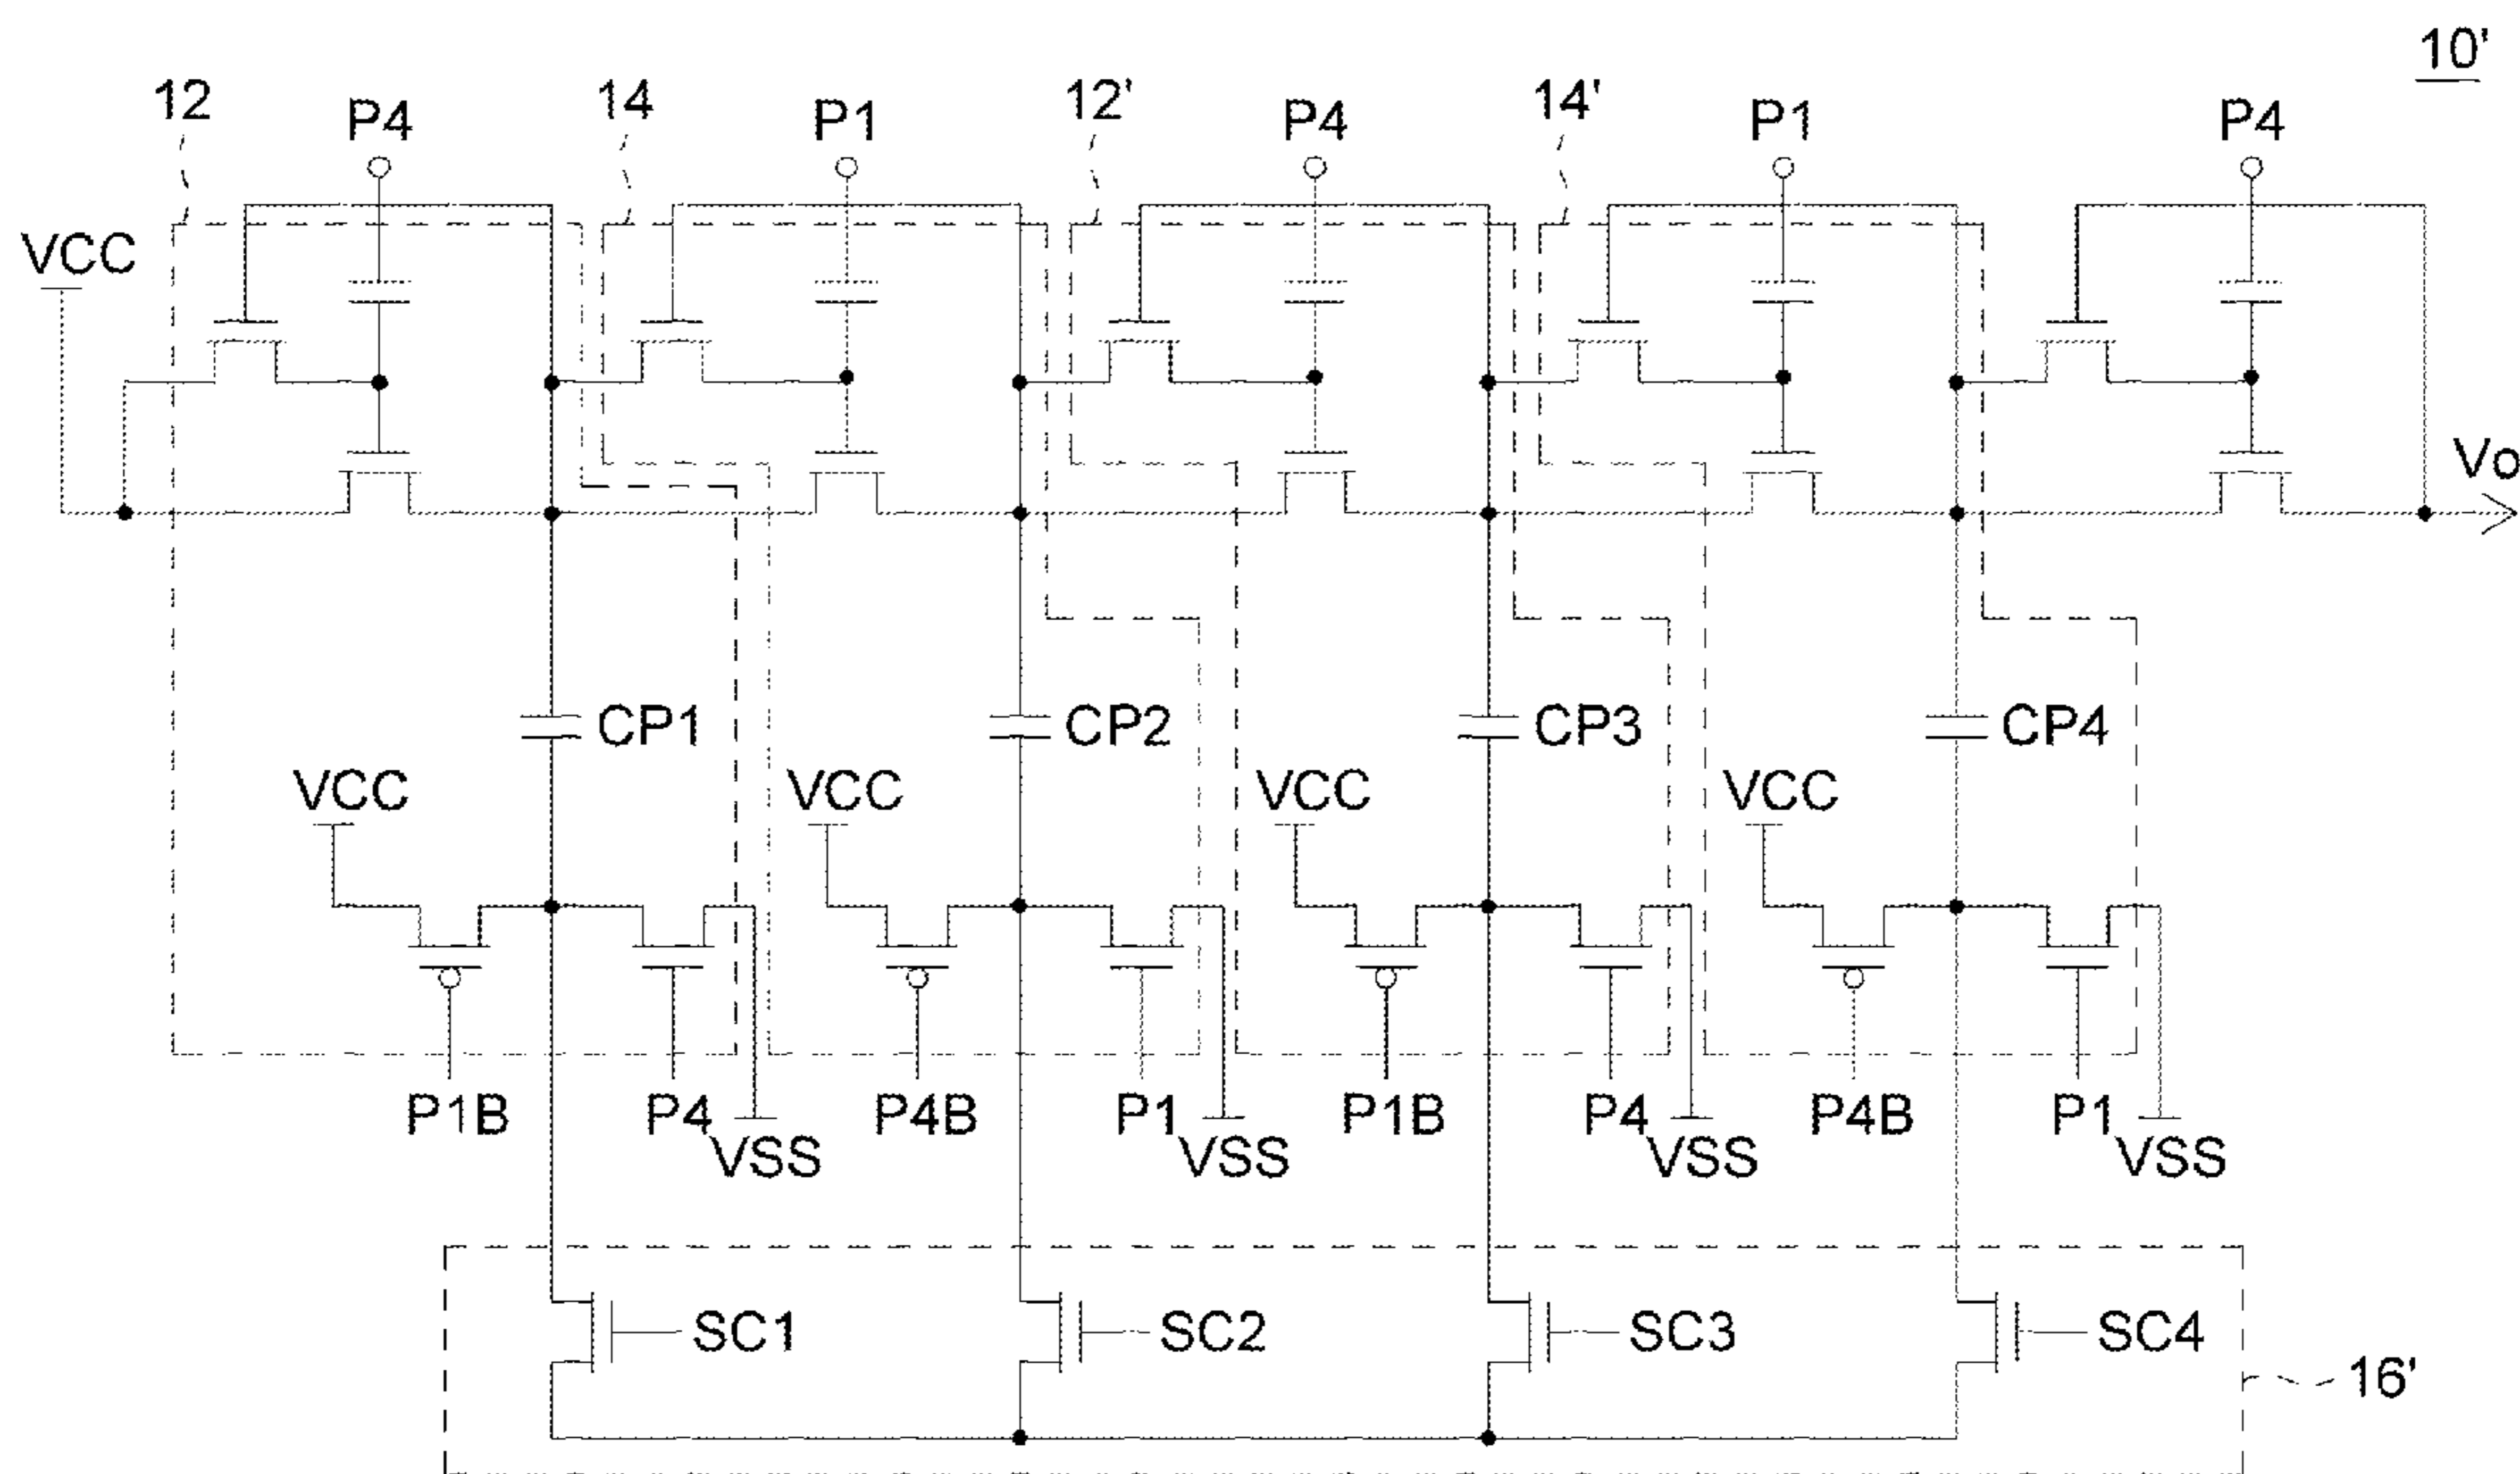 10'
12
14
12'
14'
P4
P1
P4
P1
P4
VCC
Vo
CP1
CP2
CP3
CP4
VCC
VCC
VCC
VCC
P1B
P4
P4B
P1
P1B
P4
P4B
P1
VSS
VSS
VSS
VSS
SC1
SC2
SC3
SC4
16'